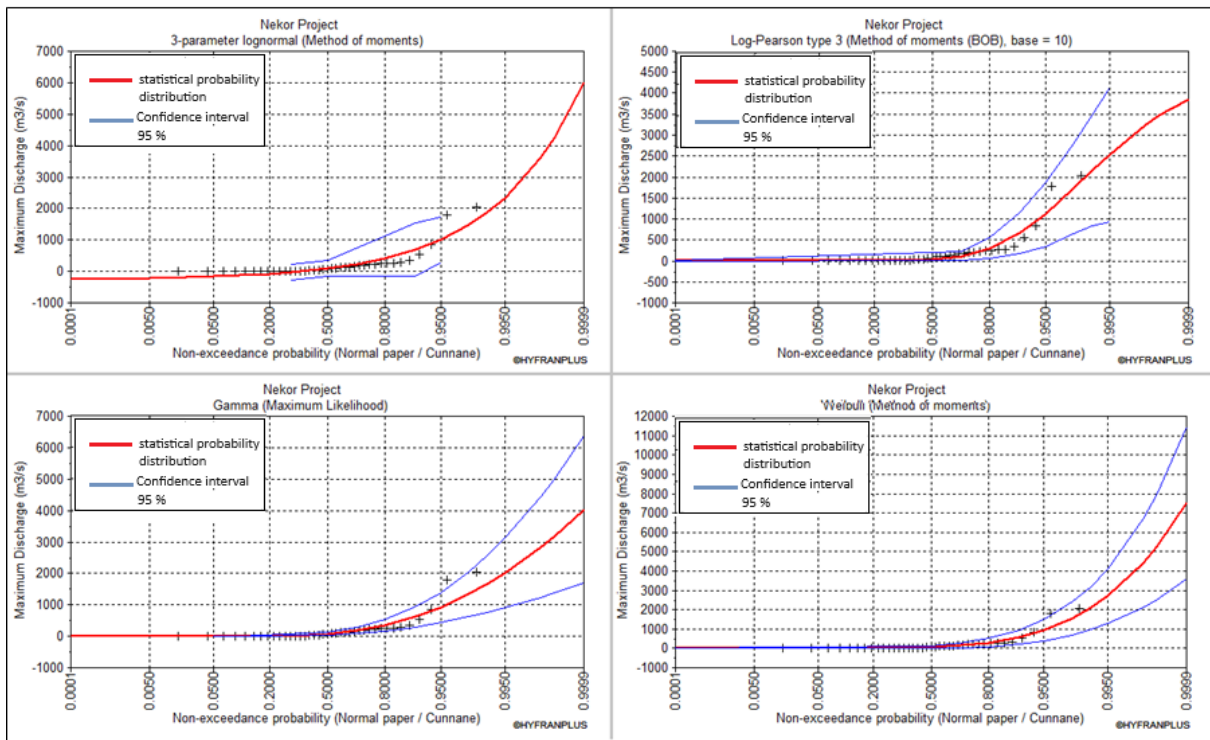 Nekor Project
3-parameter lognormal (Method of moments)
7000
6000
5000
4000
3000
2000
1000
0
-1000
Maximum Discharge (m3/s)
statistical probability
distribution
Confidence interval
95 %
0.0001
0.0050
0.0500
0.2000
0.5000
0.8000
0.9500
0.9950
0.9999
Non-exceedance probability (Normal paper / Cunnane)
©HYFRANPLUS
Nekor Project
Log-Pearson type 3 (Method of moments (BOB), base = 10)
5000
4500
4000
3500
3000
2500
2000
1500
1000
500
0
-500
-1000
Maximum Discharge (m3/s)
statistical probability
distribution
Confidence interval
95 %
0.0001
0.0050
0.0500
0.2000
0.5000
0.8000
0.9500
0.9950
0.9999
Non-exceedance probability (Normal paper / Cunnane)
©HYFRANPLUS
Nekor Project
Gamma (Maximum Likelihood)
7000
6000
5000
4000
3000
2000
1000
0
-1000
Maximum Discharge (m3/s)
statistical probability
distribution
Confidence interval
95 %
0.0001
0.0050
0.0500
0.2000
0.5000
0.8000
0.9500
0.9950
0.9999
Non-exceedance probability (Normal paper / Cunnane)
©HYFRANPLUS
Nekor Project
Weibull (Method of moments)
12000
11000
10000
9000
8000
7000
6000
5000
4000
3000
2000
1000
0
-1000
Maximum Discharge (m3/s)
statistical probability
distribution
Confidence interval
95 %
0.0001
0.0050
0.0500
0.2000
0.5000
0.8000
0.9500
0.9950
0.9999
Non-exceedance probability (Normal paper / Cunnane)
©HYFRANPLUS